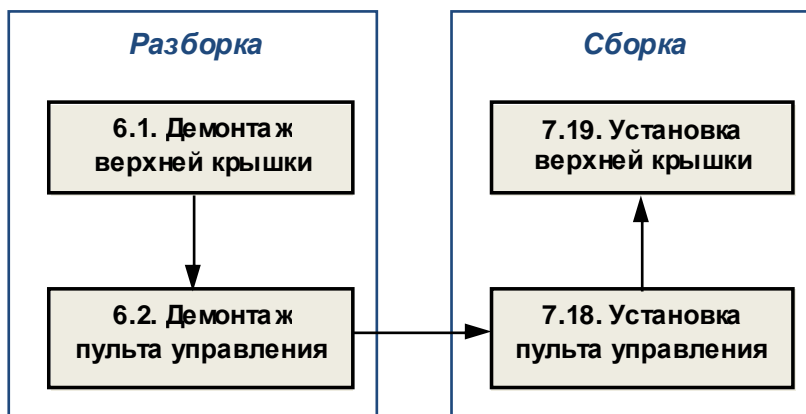 Разборка
6.1. Демонтаж
верхней крышки
6.2. Демонтаж
пульта управления
Сборка
7.19. Установка
верхней крышки
7.18. Установка
пульта управления